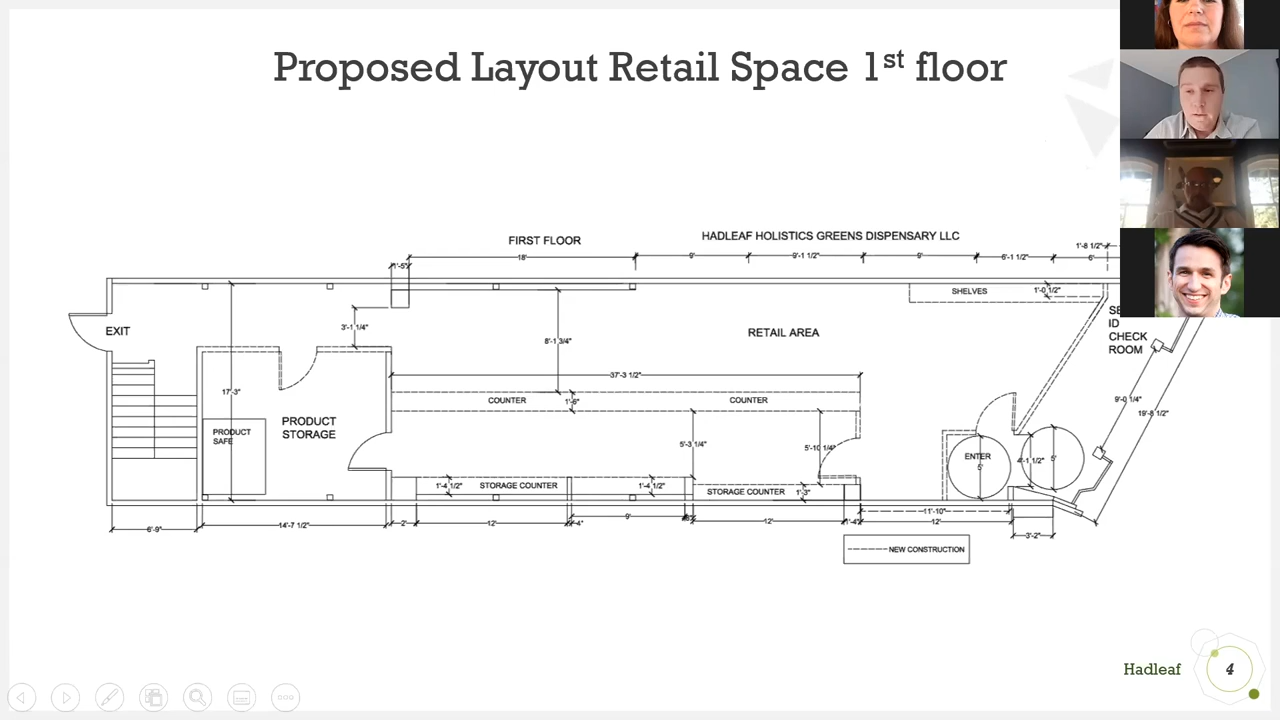 Proposed Layout Retail Space 1st floor
FIRST FLOOR
HADLEAF HOLISTICS GREENS DISPENSARY LLC
1'-8 1/2"
1'-5"
18'
9'
9'-1 1/2"
9'
6'-1 1/2"
6'
SHELVES
1'-0 1/2"
EXIT
3'-1 1/4"
8'-1 3/4"
RETAIL AREA
ID
CHECK
ROOM
37'-3 1/2"
17'-3"
COUNTER
1'-6"
COUNTER
9'-0 1/4"
19'-8 1/2"
PRODUCT
STORAGE
PRODUCT
SAFE
5'-3 1/4"
5'-10 1/4"
ENTER
5'
4'-1 1/2"
5'
1'-4 1/2"
STORAGE COUNTER
1'-4 1/2"
STORAGE COUNTER
1'-3"
6'-9"
14'-7 1/2"
2'
12'
9'
12'
11'-10"
12'
3'-2"
NEW CONSTRUCTION
Hadleaf
4